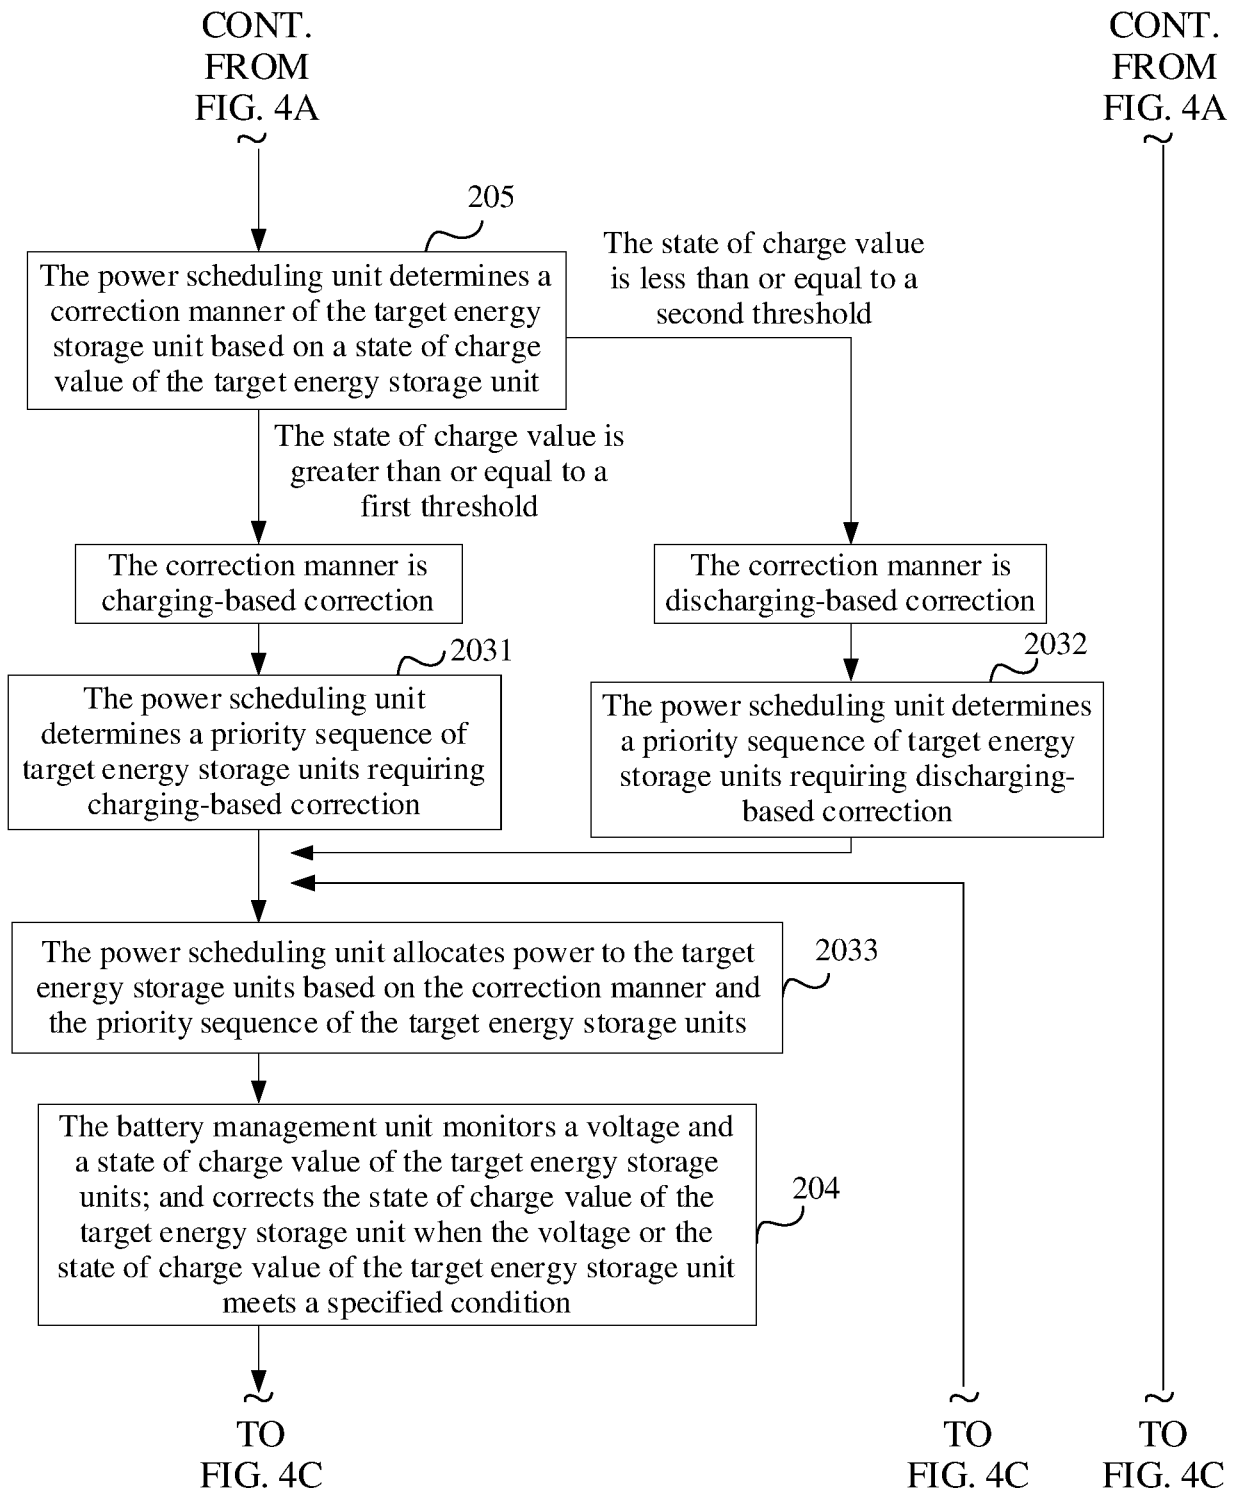 CONT.
FROM
FIG. 4A
CONT.
FROM
FIG. 4A
205
The power scheduling unit determines a
correction manner of the target energy
storage unit based on a state of charge
value of the target energy storage unit
The state of charge value
is less than or equal to a
second threshold
The state of charge value is
greater than or equal to a
first threshold
The correction manner is
charging-based correction
The correction manner is
discharging-based correction
2031
The power scheduling unit
determines a priority sequence of
target energy storage units requiring
charging-based correction
2032
The power scheduling unit determines
a priority sequence of target energy
storage units requiring discharging-
based correction
The power scheduling unit allocates power to the target
energy storage units based on the correction manner and
the priority sequence of the target energy storage units
2033
The battery management unit monitors a voltage and
a state of charge value of the target energy storage
units; and corrects the state of charge value of the
target energy storage unit when the voltage or the
state of charge value of the target energy storage unit
meets a specified condition
204
TO
FIG. 4C
TO
FIG. 4C
TO
FIG. 4C